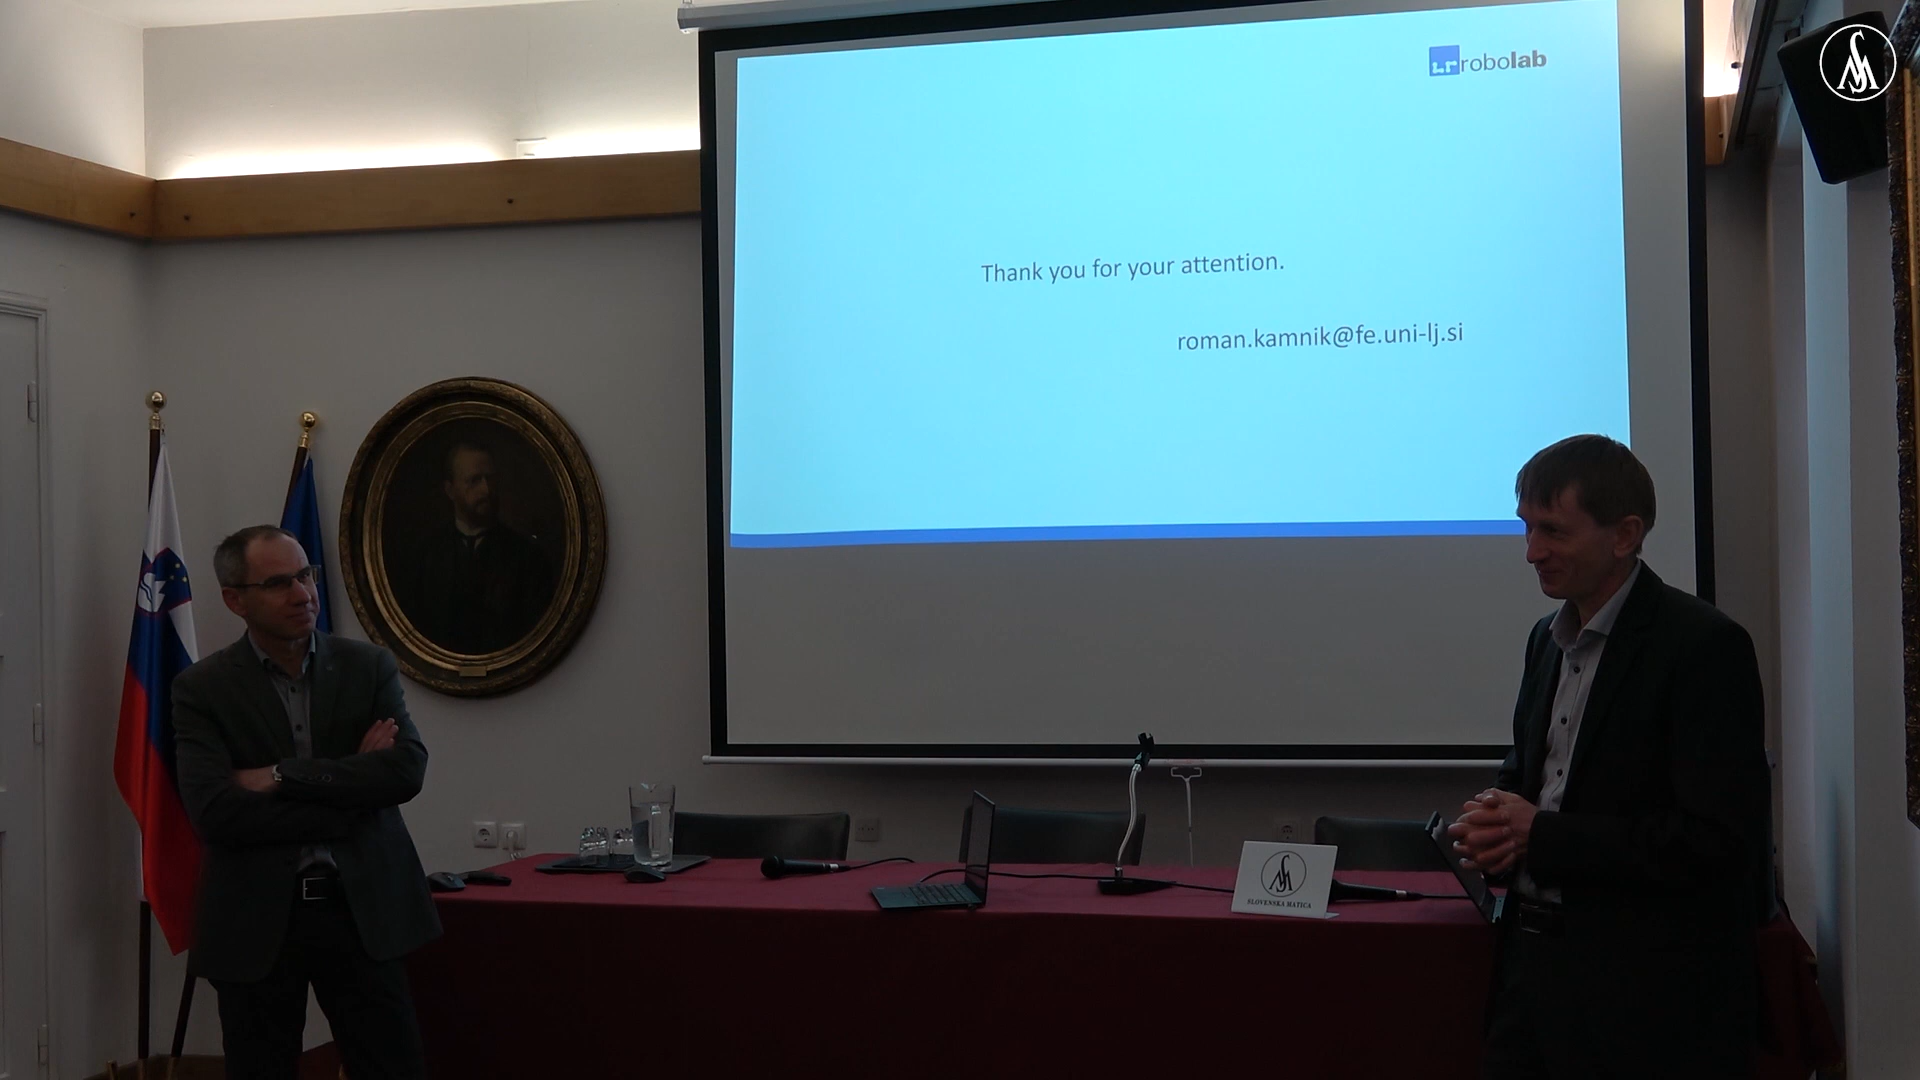 robolab
Thank you for your attention.
roman.kamnik@fe.uni-lj.si
SLOVENSKA MATICA